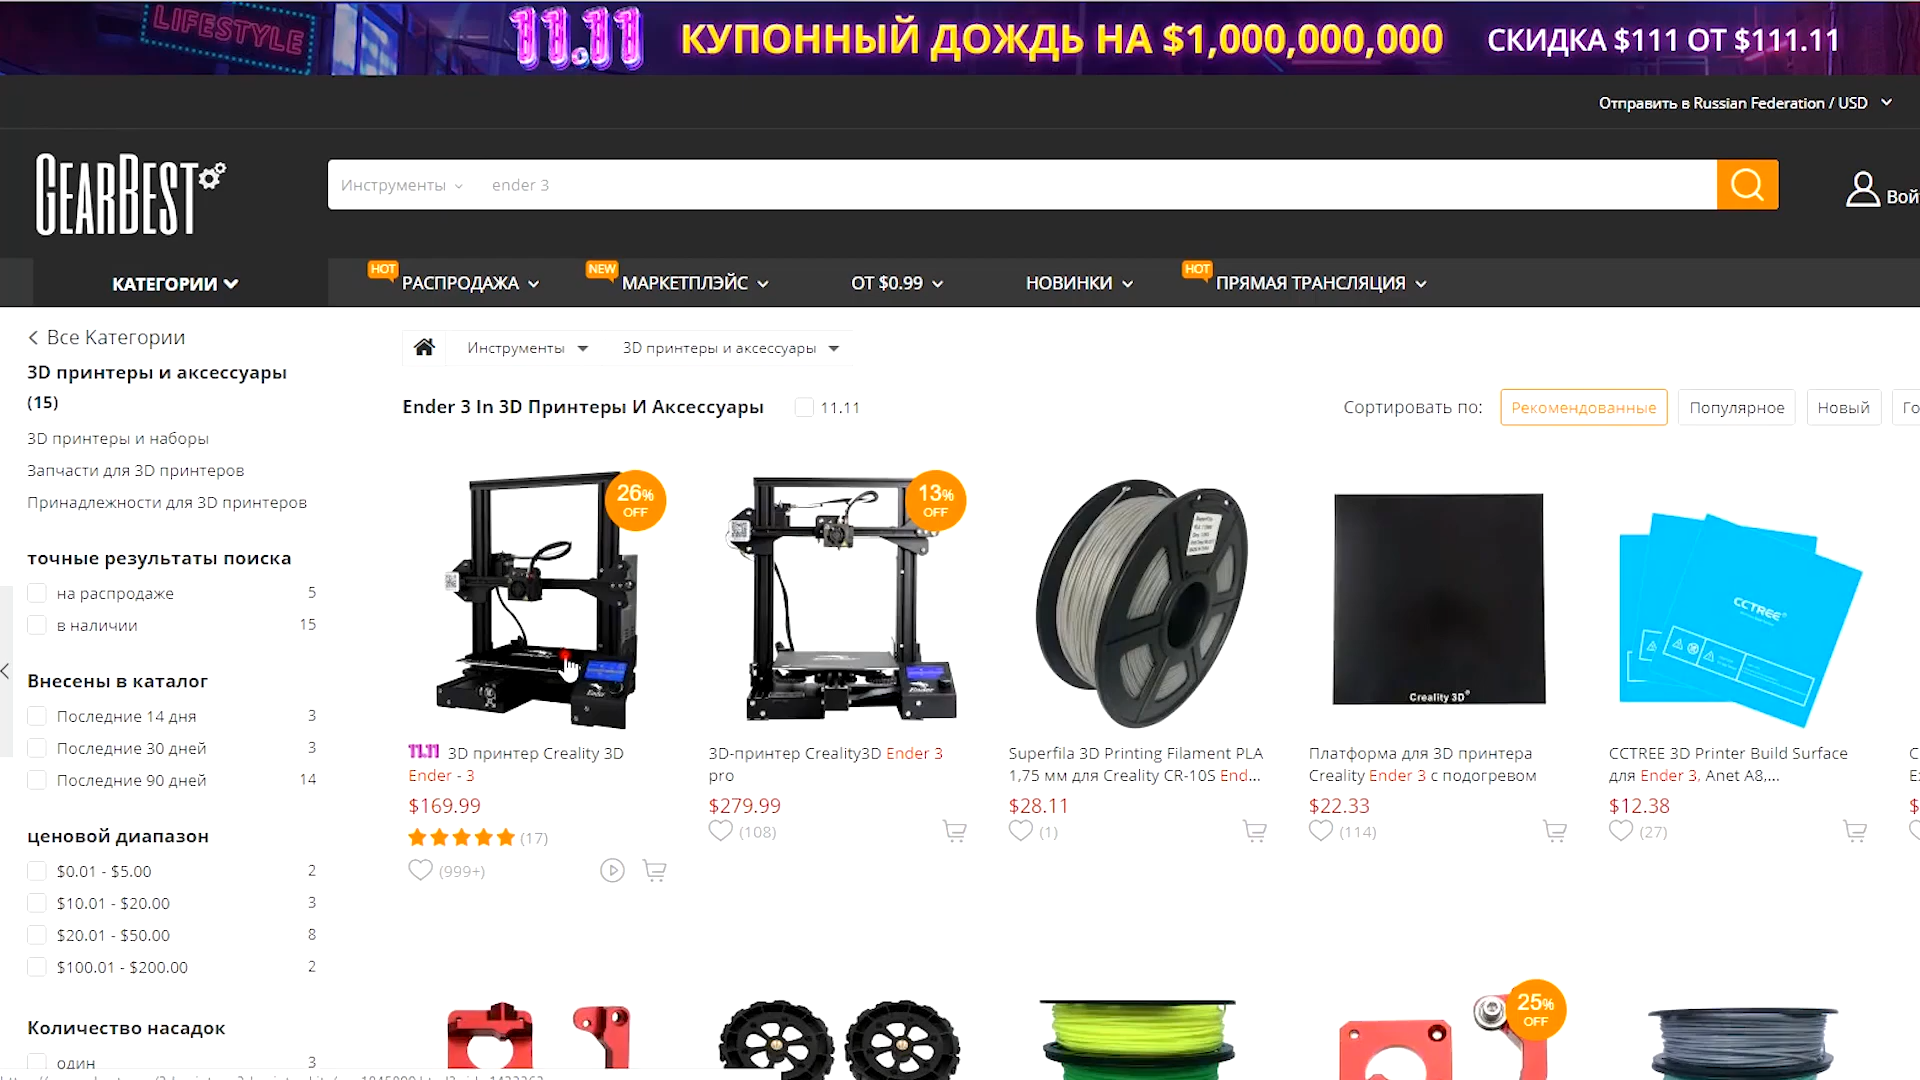 LIFESTYLE
11.11 КУПОННЫЙ ДОЖДЬ НА $1,000,000,000 СКИДКА $111 ОТ $111.11
Отправить в Russian Federation / USD
GEARBEST
Инструменты ender 3
Вой
КАТЕГОРИИ
HOT РАСПРОДАЖА
NEW МАРКЕТПЛЭЙС
ОТ $0.99
НОВИНКИ
HOT ПРЯМАЯ ТРАНСЛЯЦИЯ
Все Категории
3D принтеры и аксессуары
(15)
3D принтеры и наборы
Запчасти для 3D принтеров
Принадлежности для 3D принтеров
точные результаты поиска
на распродаже 5
в наличии 15
Внесены в каталог
Последние 14 дня 3
Последние 30 дней 3
Последние 90 дней 14
ценовой диапазон
$0.01 - $5.00 2
$10.01 - $20.00 3
$20.01 - $50.00 8
$100.01 - $200.00 2
Количество насадок
один 3
Инструменты 3D принтеры и аксессуары
Ender 3 In 3D Принтеры И Аксессуары 11.11
Сортировать по: Рекомендованные Популярное Новый Го
26% OFF
Ender
11.11 3D принтер Creality 3D
Ender - 3
$169.99
(17)
(999+)
13% OFF
Ender
3D-принтер Creality3D Ender 3
pro
$279.99
(108)
Superfila 3D Printing Filament PLA
1,75 мм для Creality CR-10S End...
$28.11
(1)
Creality 3D®
Платформа для 3D принтера
Creality Ender 3 с подогревом
$22.33
(114)
CCTREE®
CCTREE 3D Printer Build Surface
для Ender 3, Anet A8,...
$12.38
(27)
25% OFF